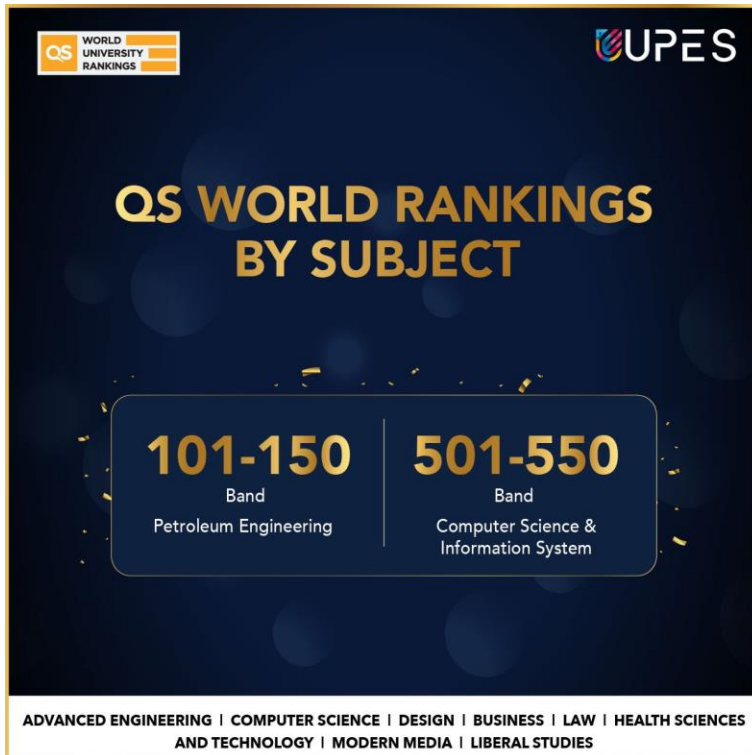 QS WORLD
UNIVERSITY
RANKINGS
UPES
QS WORLD RANKINGS
BY SUBJECT
101-150
Band
Petroleum Engineering
501-550
Band
Computer Science &
Information System
ADVANCED ENGINEERING | COMPUTER SCIENCE | DESIGN | BUSINESS | LAW | HEALTH SCIENCES
AND TECHNOLOGY | MODERN MEDIA | LIBERAL STUDIES